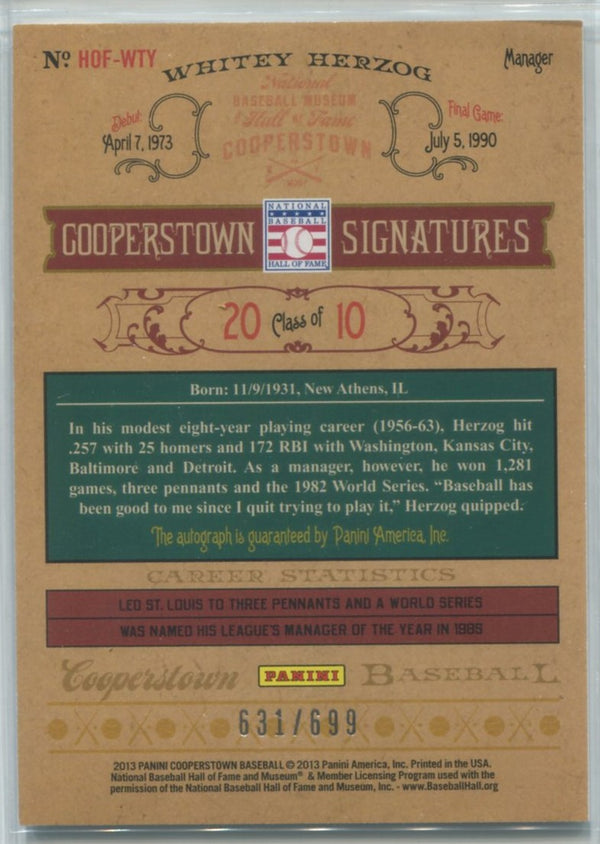 Nº HOF-WTY
WHITEY HERZOG
Manager
National
BASEBALL MUSEUM
& Hall of Fame
COOPERSTOWN
Debut:
April 7, 1973
Final Game:
July 5, 1990
COOPERSTOWN SIGNATURES
NATIONAL
BASEBALL
HALL OF FAME
20 Class of 10
Born: 11/9/1931, New Athens, IL
In his modest eight-year playing career (1956-63), Herzog hit
.257 with 25 homers and 172 RBI with Washington, Kansas City,
Baltimore and Detroit. As a manager, however, he won 1,281
games, three pennants and the 1982 World Series. “Baseball has
been good to me since I quit trying to play it,” Herzog quipped.
The autograph is guaranteed by Panini America, Inc.
CAREER STATISTICS
LED ST. LOUIS TO THREE PENNANTS AND A WORLD SERIES
WAS NAMED HIS LEAGUE'S MANAGER OF THE YEAR IN 1985
Cooperstown PANINI BASEBALL
631/699
2013 PANINI COOPERSTOWN BASEBALL © 2013 Panini America, Inc. Printed in the USA.
National Baseball Hall of Fame and Museum® & Member Licensing Program used with the
permission of the National Baseball Hall of Fame and Museum, Inc. - www.BaseballHall.org